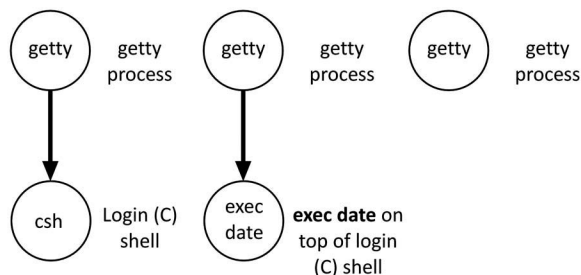 getty
getty
process
getty
getty
process
getty
getty
process
csh
Login (C)
shell
exec
date
exec date on
top of login
(C) shell